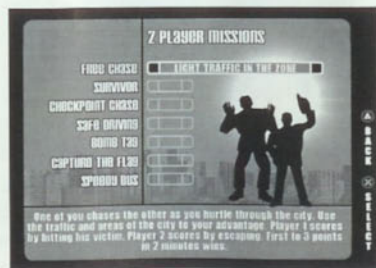 2 PLAYER MISSIONS
FREE CHASE
LIGHT TRAFFIC IN THE ZONE
SURVIVOR
CHECKPOINT CHASE
SAFE DRIVING
BOMB TAG
CAPTURE THE FLAG
SPEEDY BUS
BACK
SELECT
One of you chases the other as you hurtle through the city. Use
the traffic and areas of the city to your advantage. Player 1 scores
by hitting his victim. Player 2 scores by escaping. First to 3 points
in 2 minutes wins.